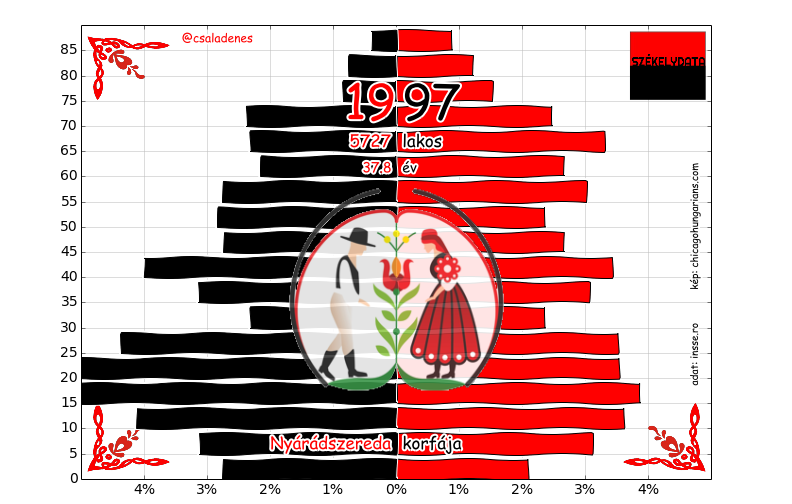 @csaladenes
SZÉKELYDATA
1997
5727 lakos
37.8 év
kép: chicagohungarians.com
adat: insse.ro
Nyárádszereda korfája
85
80
75
70
65
60
55
50
45
40
35
30
25
20
15
10
5
0
4% 3% 2% 1% 0% 1% 2% 3% 4%